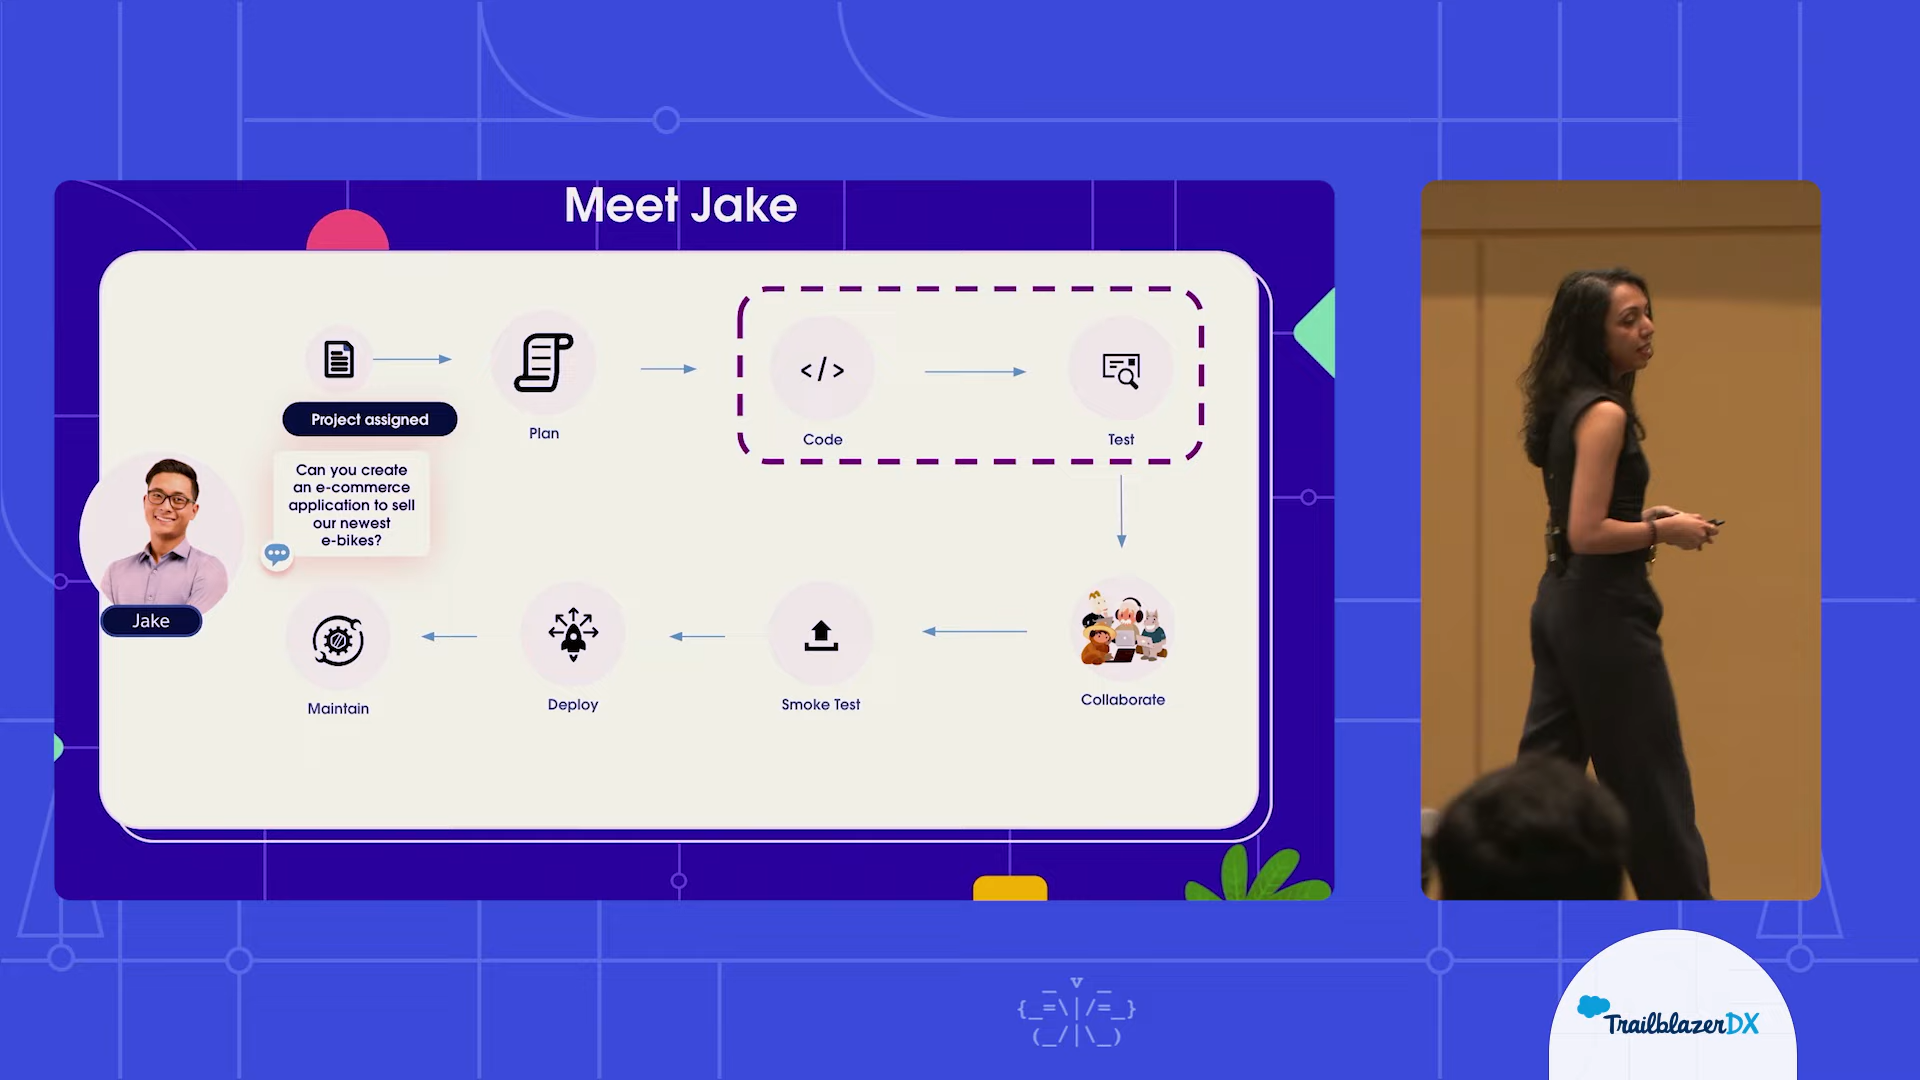 Meet Jake
Project assigned
Can you create
an e-commerce
application to sell
our newest
e-bikes?
Jake
Plan
</>
Code
Test
Collaborate
Smoke Test
Deploy
Maintain
v
{_=\|/=_}
(_/|\_)
TrailblazerDX